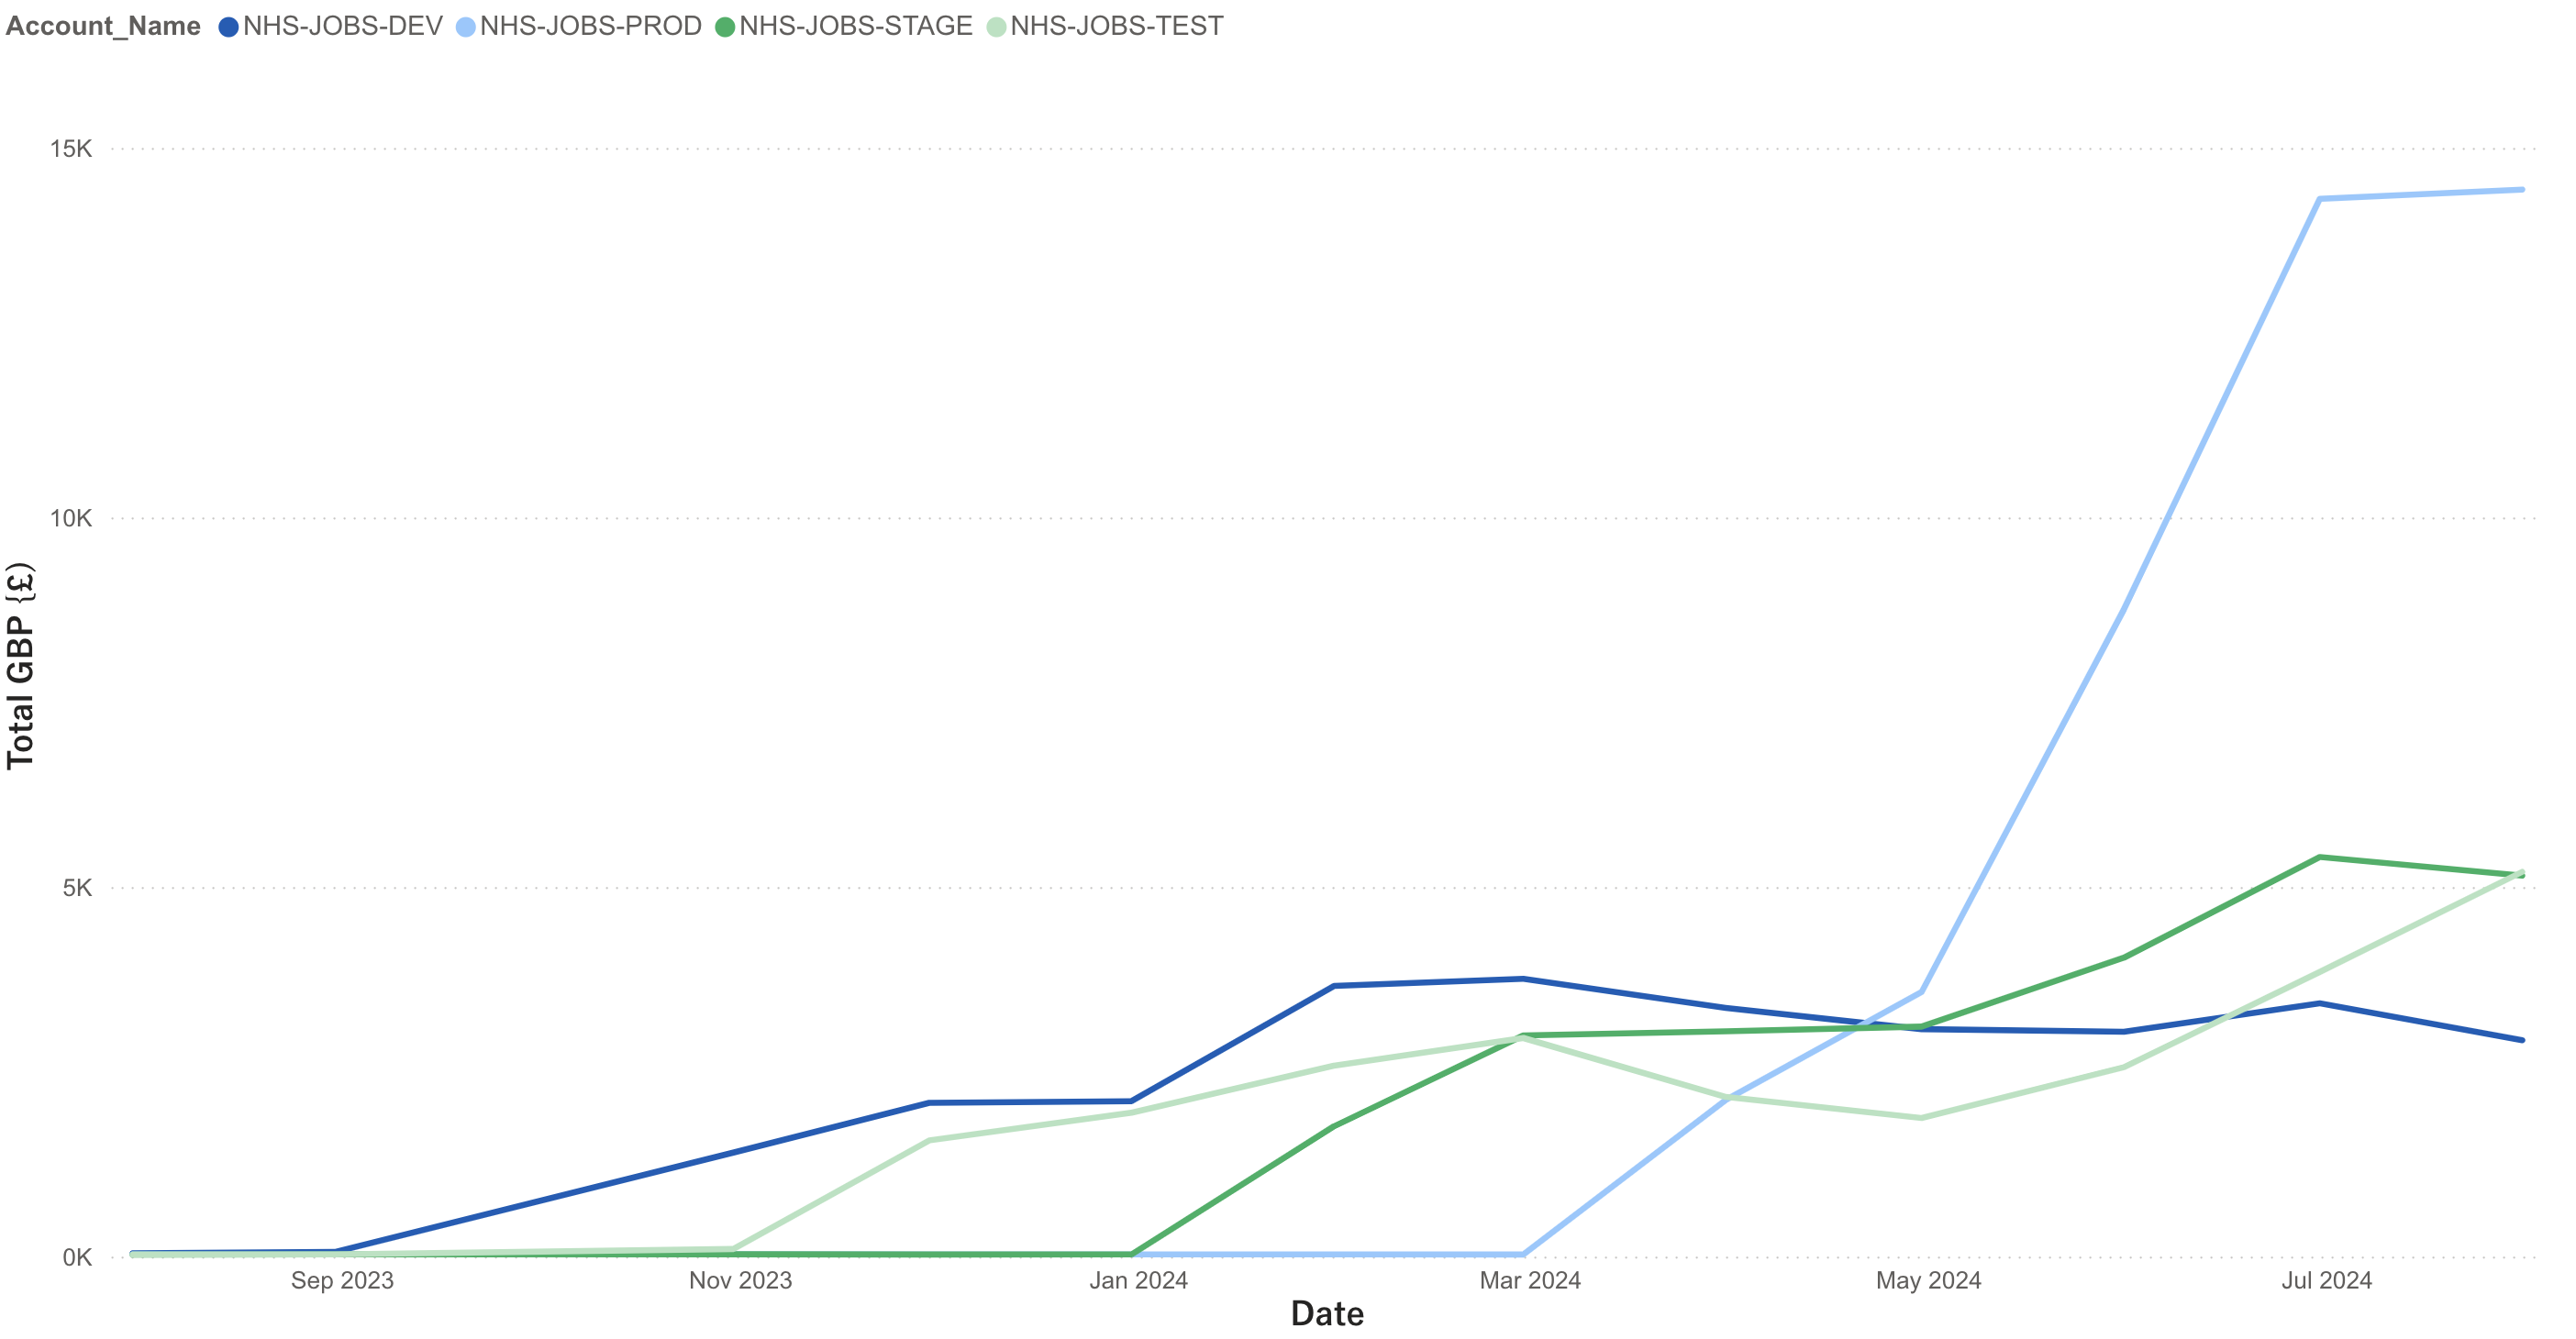 Account_Name NHS-JOBS-DEV NHS-JOBS-PROD NHS-JOBS-STAGE NHS-JOBS-TEST
15K
10K
5K
0K
Total GBP {£)
Sep 2023 Nov 2023 Jan 2024 Mar 2024 May 2024 Jul 2024
Date